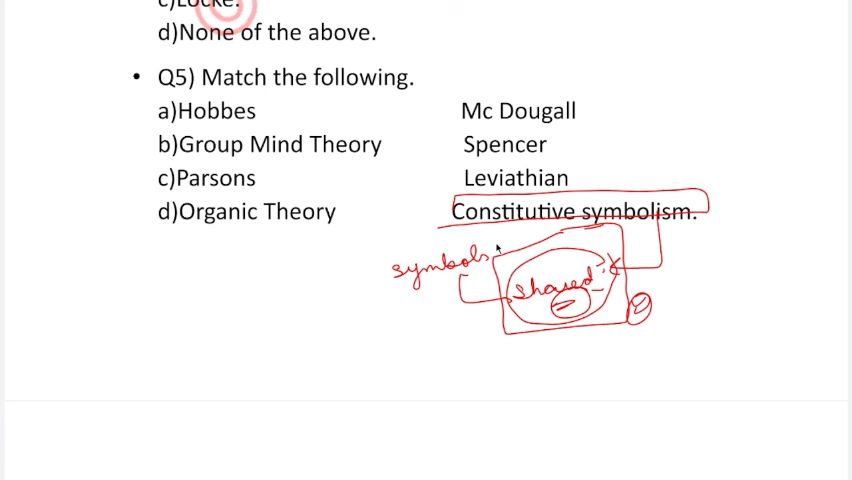 c)Locke.
d)None of the above.
• Q5) Match the following.
a)Hobbes Mc Dougall
b)Group Mind Theory Spencer
c)Parsons Leviathian
d)Organic Theory Constitutive symbolism.
symbols
shared